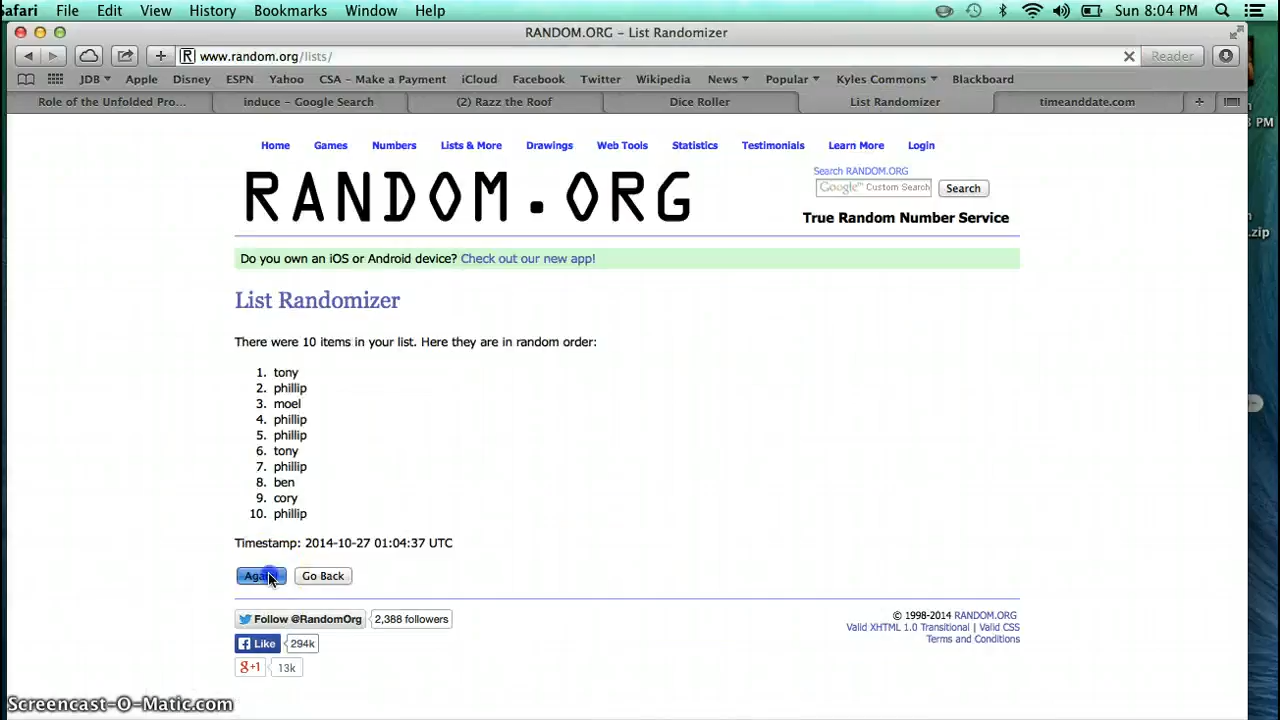 Safari File Edit View History Bookmarks Window Help Sun 8:04 PM
RANDOM.ORG – List Randomizer
www.random.org/lists/ Reader
JDB Apple Disney ESPN Yahoo CSA – Make a Payment iCloud Facebook Twitter Wikipedia News Popular Kyles Commons Blackboard
Role of the Unfolded Pro... induce – Google Search (2) Razz the Roof Dice Roller List Randomizer timeanddate.com
PM
Home Games Numbers Lists & More Drawings Web Tools Statistics Testimonials Learn More Login
RANDOM.ORG
Search RANDOM.ORG
Google™ Custom Search Search
True Random Number Service
.zip
Do you own an iOS or Android device? Check out our new app!
List Randomizer
There were 10 items in your list. Here they are in random order:
1. tony
2. phillip
3. moel
4. phillip
5. phillip
6. tony
7. phillip
8. ben
9. cory
10. phillip
Timestamp: 2014-10-27 01:04:37 UTC
Go Back
Follow @RandomOrg 2,388 followers
Like 294k
g+1 13k
© 1998-2014 RANDOM.ORG
Valid XHTML 1.0 Transitional | Valid CSS
Terms and Conditions
Screencast-O-Matic.com